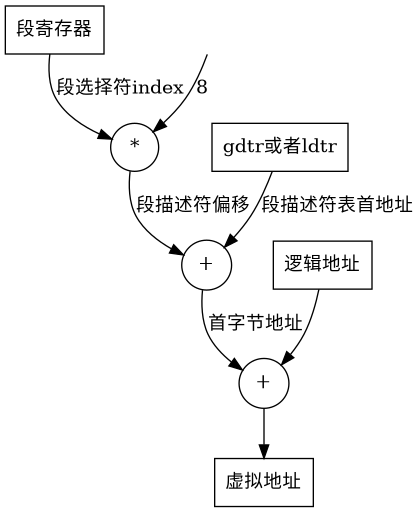 段寄存器
段选择符index
8
*
gdtr或者ldtr
段描述符偏移
段描述符表首地址
+
逻辑地址
首字节地址
+
虚拟地址